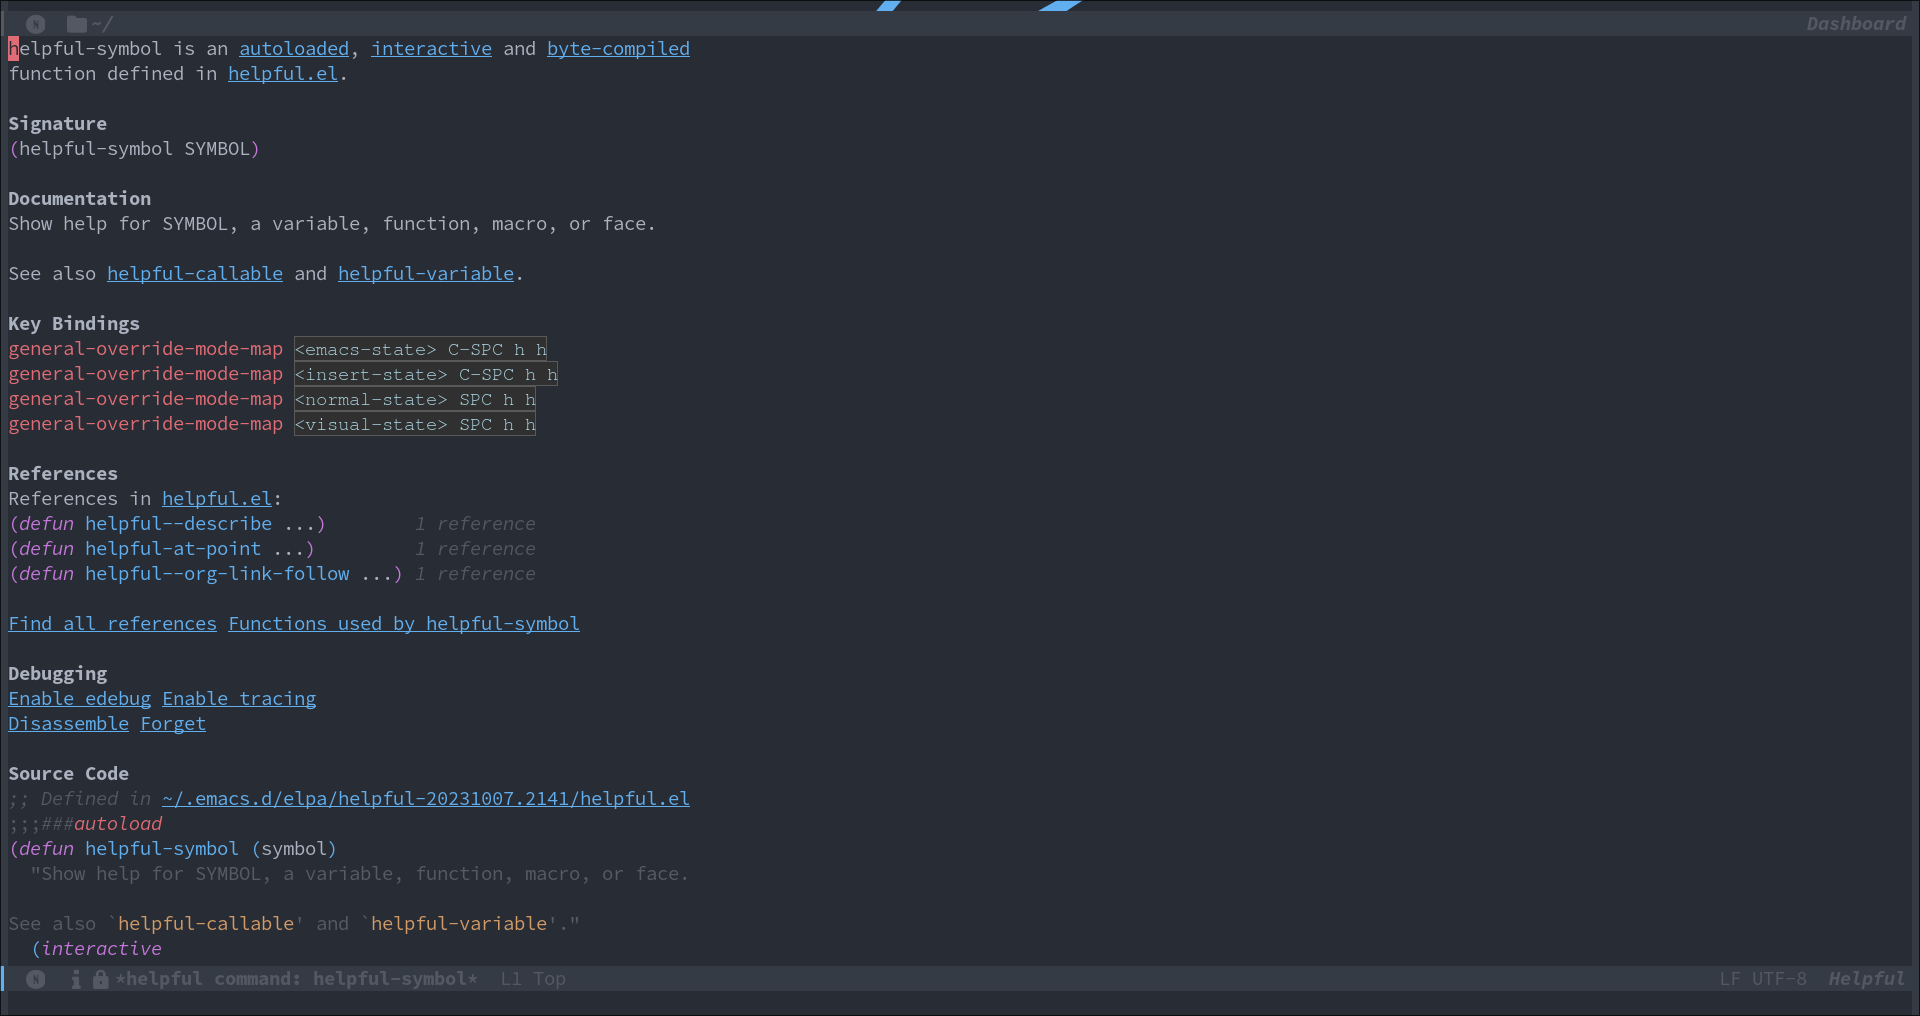 N ~/ Dashboard
helpful-symbol is an autoloaded, interactive and byte-compiled
function defined in helpful.el.
Signature
(helpful-symbol SYMBOL)
Documentation
Show help for SYMBOL, a variable, function, macro, or face.
See also helpful-callable and helpful-variable.
Key Bindings
general-override-mode-map <emacs-state> C-SPC h h
general-override-mode-map <insert-state> C-SPC h h
general-override-mode-map <normal-state> SPC h h
general-override-mode-map <visual-state> SPC h h
References
References in helpful.el:
(defun helpful--describe ...) 1 reference
(defun helpful-at-point ...) 1 reference
(defun helpful--org-link-follow ...) 1 reference
Find all references Functions used by helpful-symbol
Debugging
Enable edebug Enable tracing
Disassemble Forget
Source Code
;; Defined in ~/.emacs.d/elpa/helpful-20231007.2141/helpful.el
;;;###autoload
(defun helpful-symbol (symbol)
"Show help for SYMBOL, a variable, function, macro, or face.
See also `helpful-callable' and `helpful-variable'."
(interactive
N i *helpful command: helpful-symbol* L1 Top LF UTF-8 Helpful